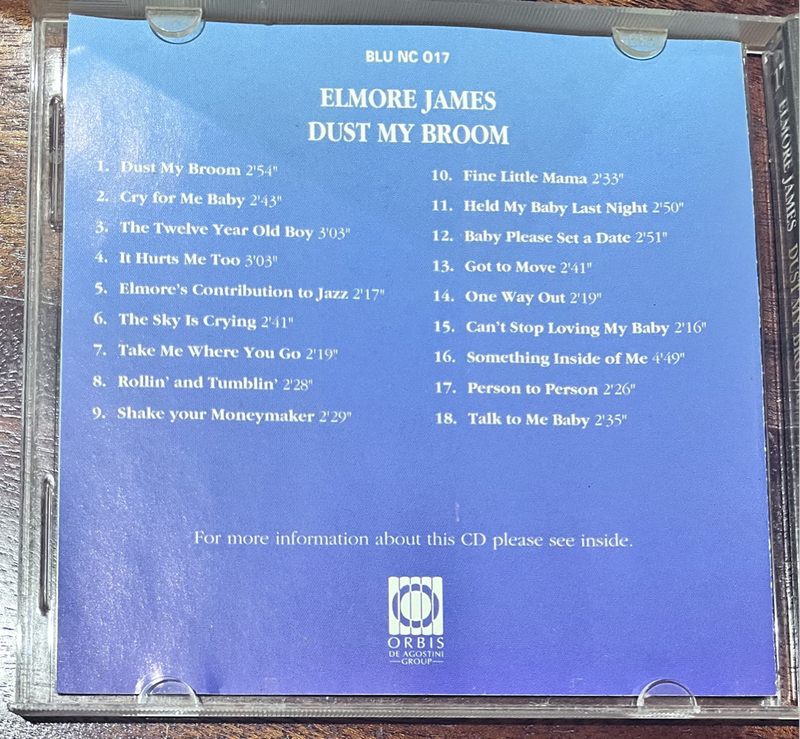 BLU NC 017
ELMORE JAMES
DUST MY BROOM
1. Dust My Broom 2'54"
2. Cry for Me Baby 2'43"
3. The Twelve Year Old Boy 3'03"
4. It Hurts Me Too 3'03"
5. Elmore's Contribution to Jazz 2'17"
6. The Sky Is Crying 2'41"
7. Take Me Where You Go 2'19"
8. Rollin' and Tumblin' 2'28"
9. Shake your Moneymaker 2'29"
10. Fine Little Mama 2'33"
11. Held My Baby Last Night 2'50"
12. Baby Please Set a Date 2'51"
13. Got to Move 2'41"
14. One Way Out 2'19"
15. Can't Stop Loving My Baby 2'16"
16. Something Inside of Me 4'49"
17. Person to Person 2'26"
18. Talk to Me Baby 2'35"
For more information about this CD please see inside.
ORBIS
DE AGOSTINI
GROUP
ELMORE JAMES DUST MY